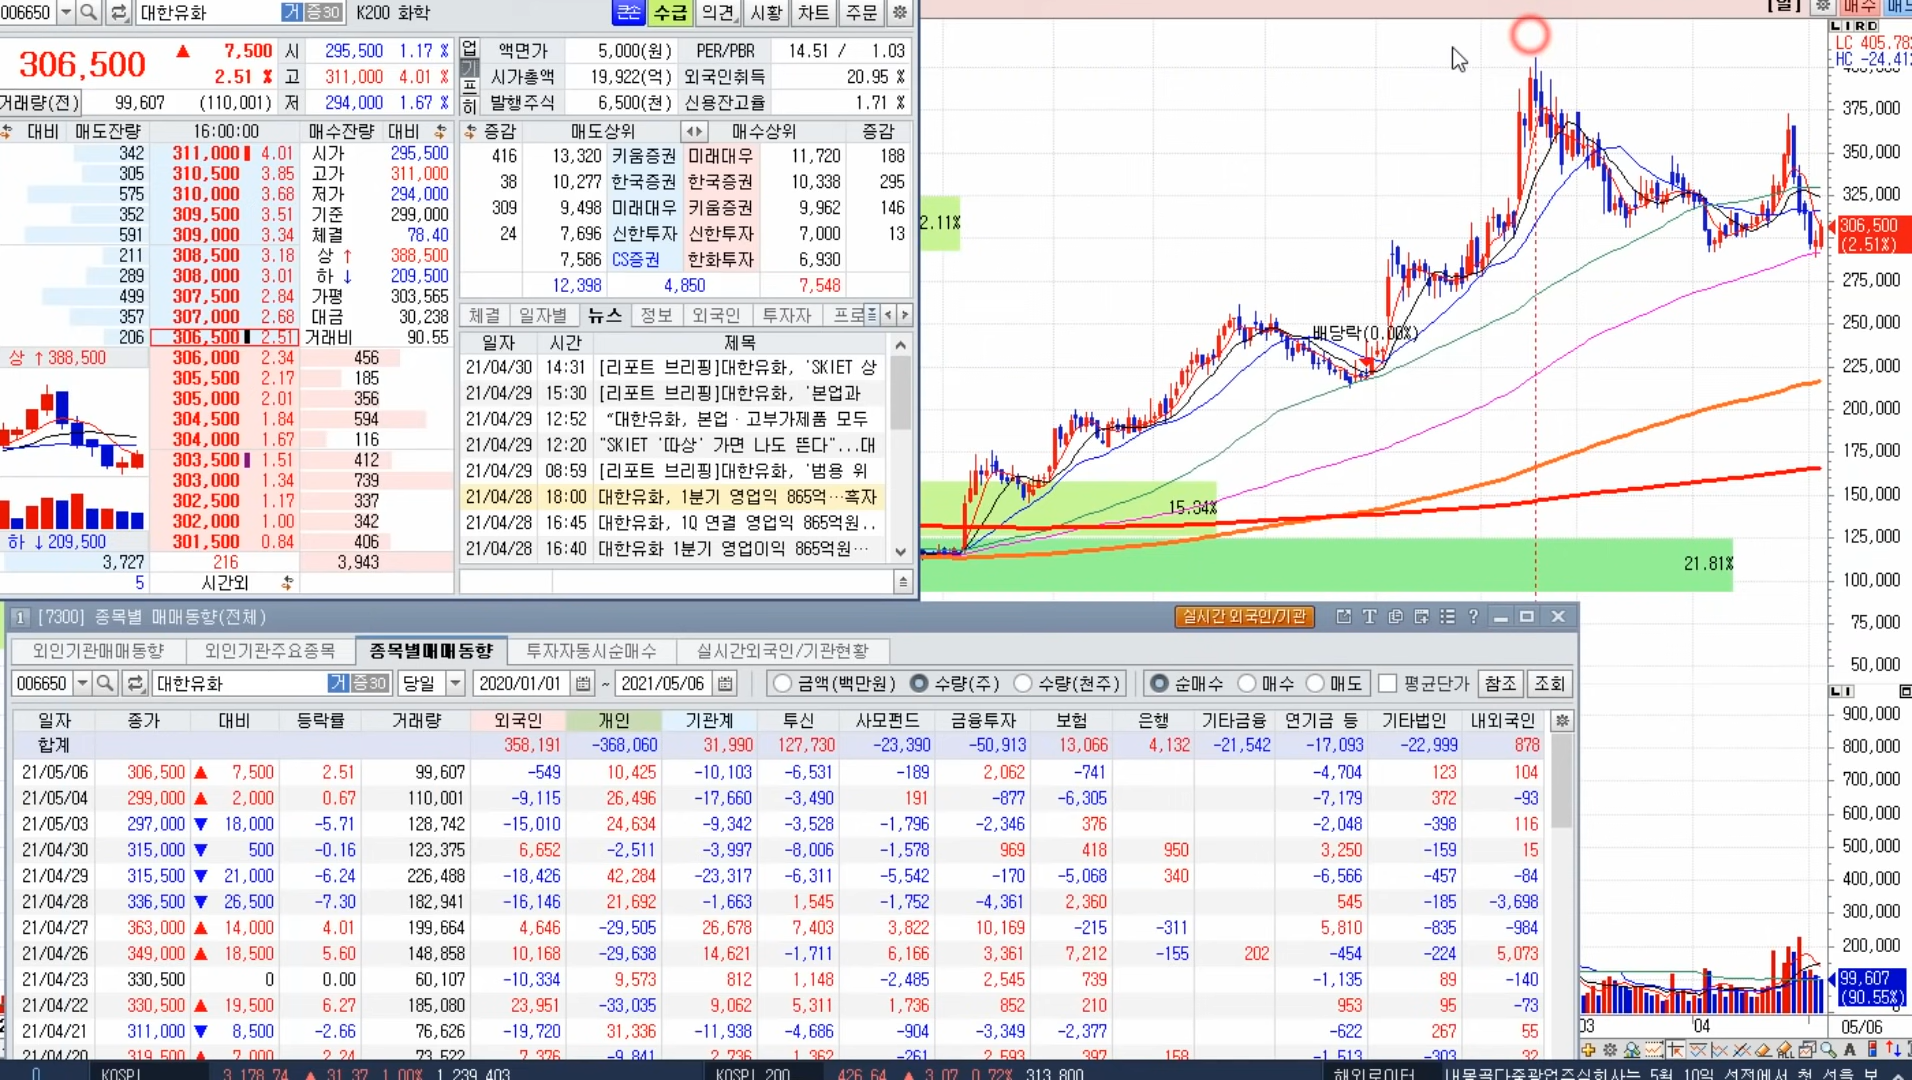 006650 대한유화 거 증30 K200 화학 큰손 수급 의견 시황 차트 주문
306,500 ▲ 7,500 시 295,500 1.17 %
2.51 % 고 311,000 4.01 %
거래량(전) 99,607 (110,001) 저 294,000 1.67 %
업 기 프 히
액면가 5,000(원) PER/PBR 14.51 / 1.03
시가총액 19,922(억) 외국인취득 20.95 %
발행주식 6,500(천) 신용잔고율 1.71 %
대비 매도잔량 16:00:00 매수잔량 대비
342 311,000 4.01 시가 295,500
305 310,500 3.85 고가 311,000
575 310,000 3.68 저가 294,000
352 309,500 3.51 기준 299,000
591 309,000 3.34 체결 78.40
211 308,500 3.18 상 ↑ 388,500
289 308,000 3.01 하 ↓ 209,500
499 307,500 2.84 가평 303,565
357 307,000 2.68 대금 30,238
206 306,500 2.51 거래비 90.55
상 ↑388,500 306,000 2.34 456
305,500 2.17 185
305,000 2.01 356
304,500 1.84 594
304,000 1.67 116
303,500 1.51 412
303,000 1.34 739
302,500 1.17 337
302,000 1.00 342
하 ↓209,500 301,500 0.84 406
3,727 216 3,943
5 시간외
증감 매도상위 매수상위 증감
416 13,320 키움증권 미래대우 11,720 188
38 10,277 한국증권 한국증권 10,338 295
309 9,498 미래대우 키움증권 9,962 146
24 7,696 신한투자 신한투자 7,000 13
7,586 CS증권 한화투자 6,930
12,398 4,850 7,548
체결 일자별 뉴스 정보 외국인 투자자 프로
일자 시간 제목
21/04/30 14:31 [리포트 브리핑]대한유화, 'SKIET 상
21/04/29 15:30 [리포트 브리핑]대한유화, '본업과
21/04/29 12:52 “대한유화, 본업·고부가제품 모두
21/04/29 12:20 "SKIET '따상' 가면 나도 뜬다"...대
21/04/29 08:59 [리포트 브리핑]대한유화, '범용 위
21/04/28 18:00 대한유화, 1분기 영업익 865억…흑자
21/04/28 16:45 대한유화, 1Q 연결 영업익 865억원..
21/04/28 16:40 대한유화 1분기 영업이익 865억원…
[일] 매수
LIRD
LC 405.78
HC -24.41
375,000
350,000
325,000
306,500
(2.51%)
275,000
250,000
225,000
200,000
175,000
150,000
125,000
100,000
75,000
50,000
2.11%
배당락(0.00%)
15.34%
21.81%
1 [7300] 종목별 매매동향(전체) 실시간 외국인/기관
외인기관매매동향 외인기관주요종목 종목별매매동향 투자자동시순매수 실시간외국인/기관현황
006650 대한유화 거 증30 당일 2020/01/01 ~ 2021/05/06 금액(백만원) 수량(주) 수량(천주) 순매수 매수 매도 평균단가 참조 조회
일자 종가 대비 등락률 거래량 외국인 개인 기관계 투신 사모펀드 금융투자 보험 은행 기타금융 연기금 등 기타법인 내외국인
합계 358,191 -368,060 31,990 127,730 -23,390 -50,913 13,066 4,132 -21,542 -17,093 -22,999 878
21/05/06 306,500 ▲ 7,500 2.51 99,607 -549 10,425 -10,103 -6,531 -189 2,062 -741 -4,704 123 104
21/05/04 299,000 ▲ 2,000 0.67 110,001 -9,115 26,496 -17,660 -3,490 191 -877 -6,305 -7,179 372 -93
21/05/03 297,000 ▼ 18,000 -5.71 128,742 -15,010 24,634 -9,342 -3,528 -1,796 -2,346 376 -2,048 -398 116
21/04/30 315,000 ▼ 500 -0.16 123,375 6,652 -2,511 -3,997 -8,006 -1,578 969 418 950 3,250 -159 15
21/04/29 315,500 ▼ 21,000 -6.24 226,488 -18,426 42,284 -23,317 -6,311 -5,542 -170 -5,068 340 -6,566 -457 -84
21/04/28 336,500 ▼ 26,500 -7.30 182,941 -16,146 21,692 -1,663 1,545 -1,752 -4,361 2,360 545 -185 -3,698
21/04/27 363,000 ▲ 14,000 4.01 199,664 4,646 -29,505 26,678 7,403 3,822 10,169 -215 -311 5,810 -835 -984
21/04/26 349,000 ▲ 18,500 5.60 148,858 10,168 -29,638 14,621 -1,711 6,166 3,361 7,212 -155 202 -454 -224 5,073
21/04/23 330,500 0 0.00 60,107 -10,334 9,573 812 1,148 -2,485 2,545 739 -1,135 89 -140
21/04/22 330,500 ▲ 19,500 6.27 185,080 23,951 -33,035 9,062 5,311 1,736 852 210 953 95 -73
21/04/21 311,000 ▼ 8,500 -2.66 76,626 -19,720 31,336 -11,938 -4,686 -904 -3,349 -2,377 -622 267 55
21/04/20 319,500 ▲ 7,000 2.24 73,522 7,376 -9,841 2,736 1,362 -261 2,593 397 158 -1,513 -303 32
LI
900,000
800,000
700,000
600,000
500,000
400,000
300,000
200,000
99,607
(90.55%)
03 04 05/06
KOSPI 3,178.74 ▲ 31.37 1.00% 1,239,403 KOSPI 200 426.64 ▲ 3.07 0.72% 313,800